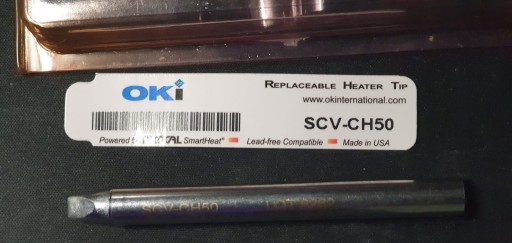 OKi
REPLACEABLE HEATER TIP
www.okinternational.com
SCV-CH50
Powered by SmartHeat®
Lead-free Compatible
Made in USA
SCV-CH50